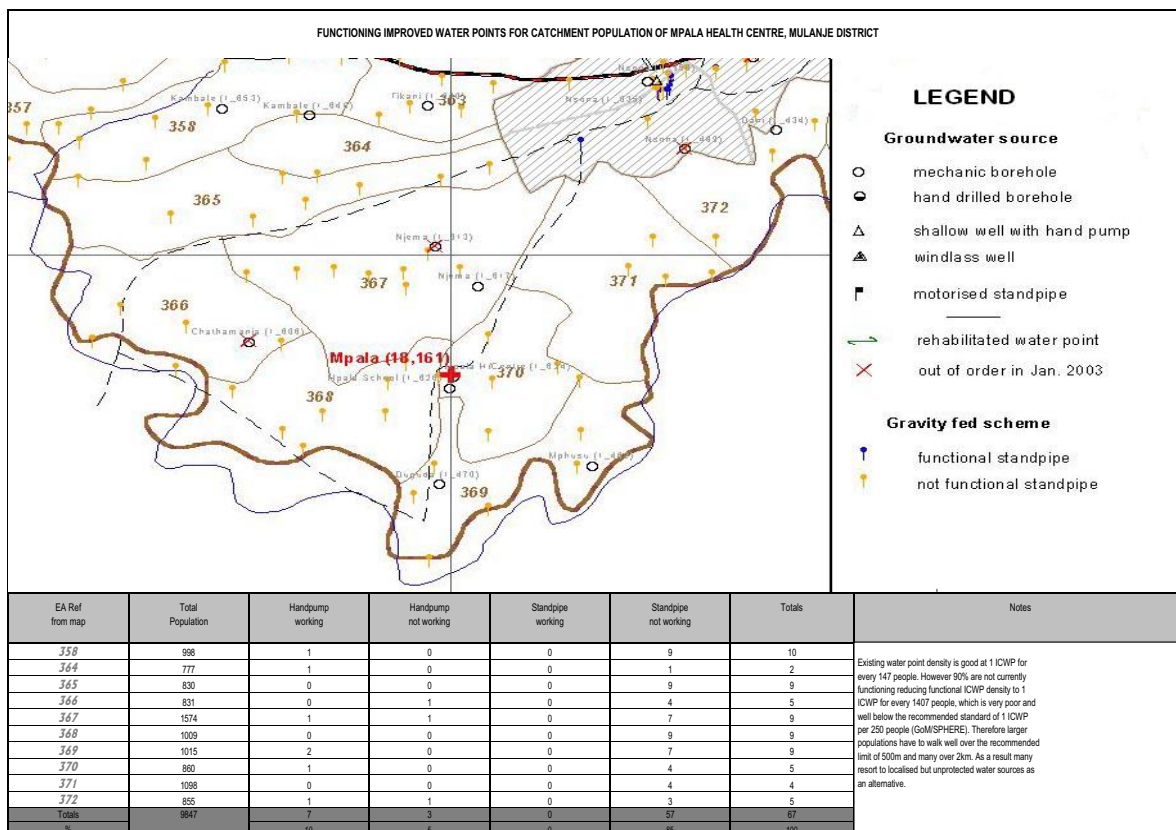 FUNCTIONING IMPROVED WATER POINTS FOR CATCHMENT POPULATION OF MPALA HEALTH CENTRE, MULANJE DISTRICT
357
358
Kambale (1_653)
Kambale
363
364
365
372
Njema
Njema
367
371
366
Chathamanja
Mpala (18,161)
Mpala School
370
368
Mphusu
369
LEGEND
Groundwater source
mechanic borehole
hand drilled borehole
shallow well with hand pump
windlass well
motorised standpipe
rehabilitated water point
out of order in Jan. 2003
Gravity fed scheme
functional standpipe
not functional standpipe
EA Ref from map Total Population Handpump working Handpump not working Standpipe working Standpipe not working Totals Notes
358 998 1 0 0 9 10
364 777 1 0 0 1 2
365 830 0 0 0 9 9
366 831 0 1 0 4 5
367 1574 1 1 0 7 9
368 1009 0 0 0 9 9
369 1015 2 0 0 7 9
370 860 1 0 0 4 5
371 1098 0 0 0 4 4
372 855 1 1 0 3 5
Totals 9847 7 3 0 57 67
%
Existing water point density is good at 1 ICWP for
every 147 people. However 90% are not currently
functioning reducing functional ICWP density to 1
ICWP for every 1407 people, which is very poor and
well below the recommended standard of 1 ICWP
per 250 people (GoM/SPHERE). Therefore larger
populations have to walk well over the recommended
limit of 500m and many over 2km. As a result many
resort to localised but unprotected water sources as
an alternative.